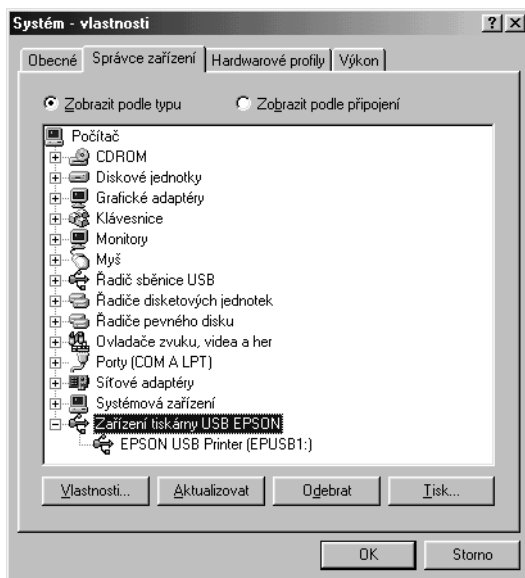 Systém - vlastnosti
Obecné Správce zařízení Hardwarové profily Výkon
Zobrazit podle typu Zobrazit podle připojení
Počítač
CDROM
Diskové jednotky
Grafické adaptéry
Klávesnice
Monitory
Myš
Řadič sběnice USB
Řadiče disketových jednotek
Řadiče pevného disku
Ovladače zvuku, videa a her
Porty (COM A LPT)
Síťové adaptéry
Systémová zařízení
Zařízení tiskárny USB EPSON
EPSON USB Printer (EPUSB1:)
Vlastnosti... Aktualizovat Odebrat Tisk...
OK Storno